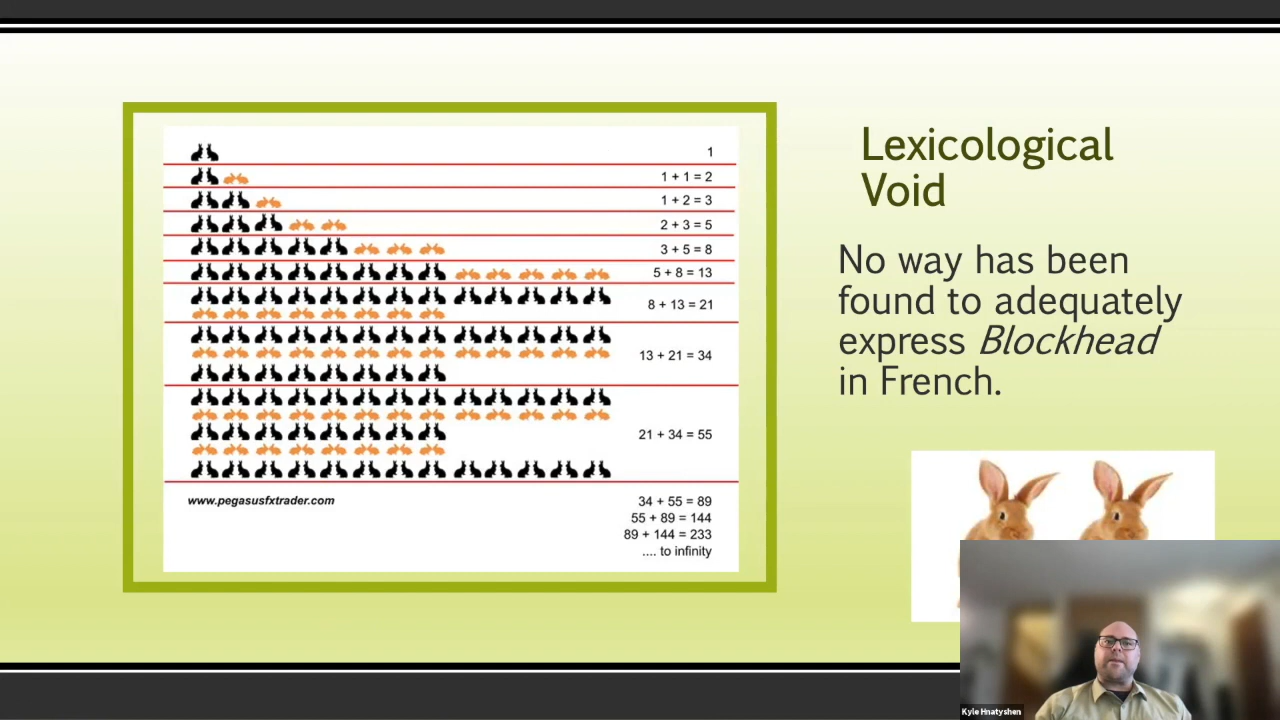 1
1 + 1 = 2
1 + 2 = 3
2 + 3 = 5
3 + 5 = 8
5 + 8 = 13
8 + 13 = 21
13 + 21 = 34
21 + 34 = 55
www.pegasusfxtrader.com
34 + 55 = 89
55 + 89 = 144
89 + 144 = 233
.... to infinity
Lexicological
Void
No way has been
found to adequately
express Blockhead
in French.
Kyle Hnatyshen